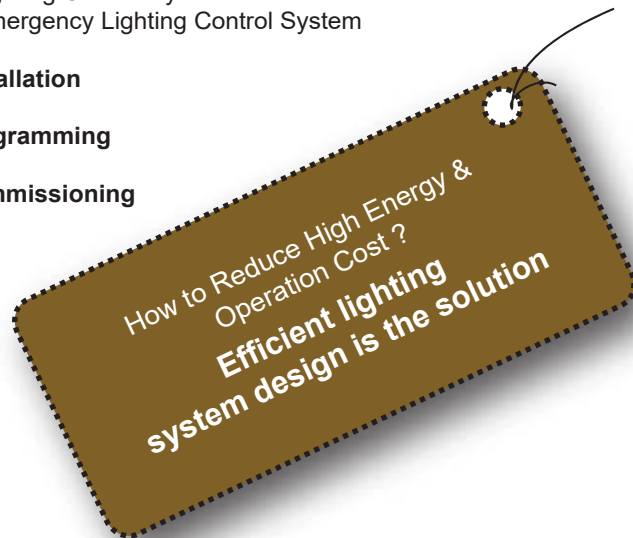 mergency Lighting Control System
allation
gramming
nmissioning
How to Reduce High Energy &
Operation Cost ?
Efficient lighting
system design is the solution